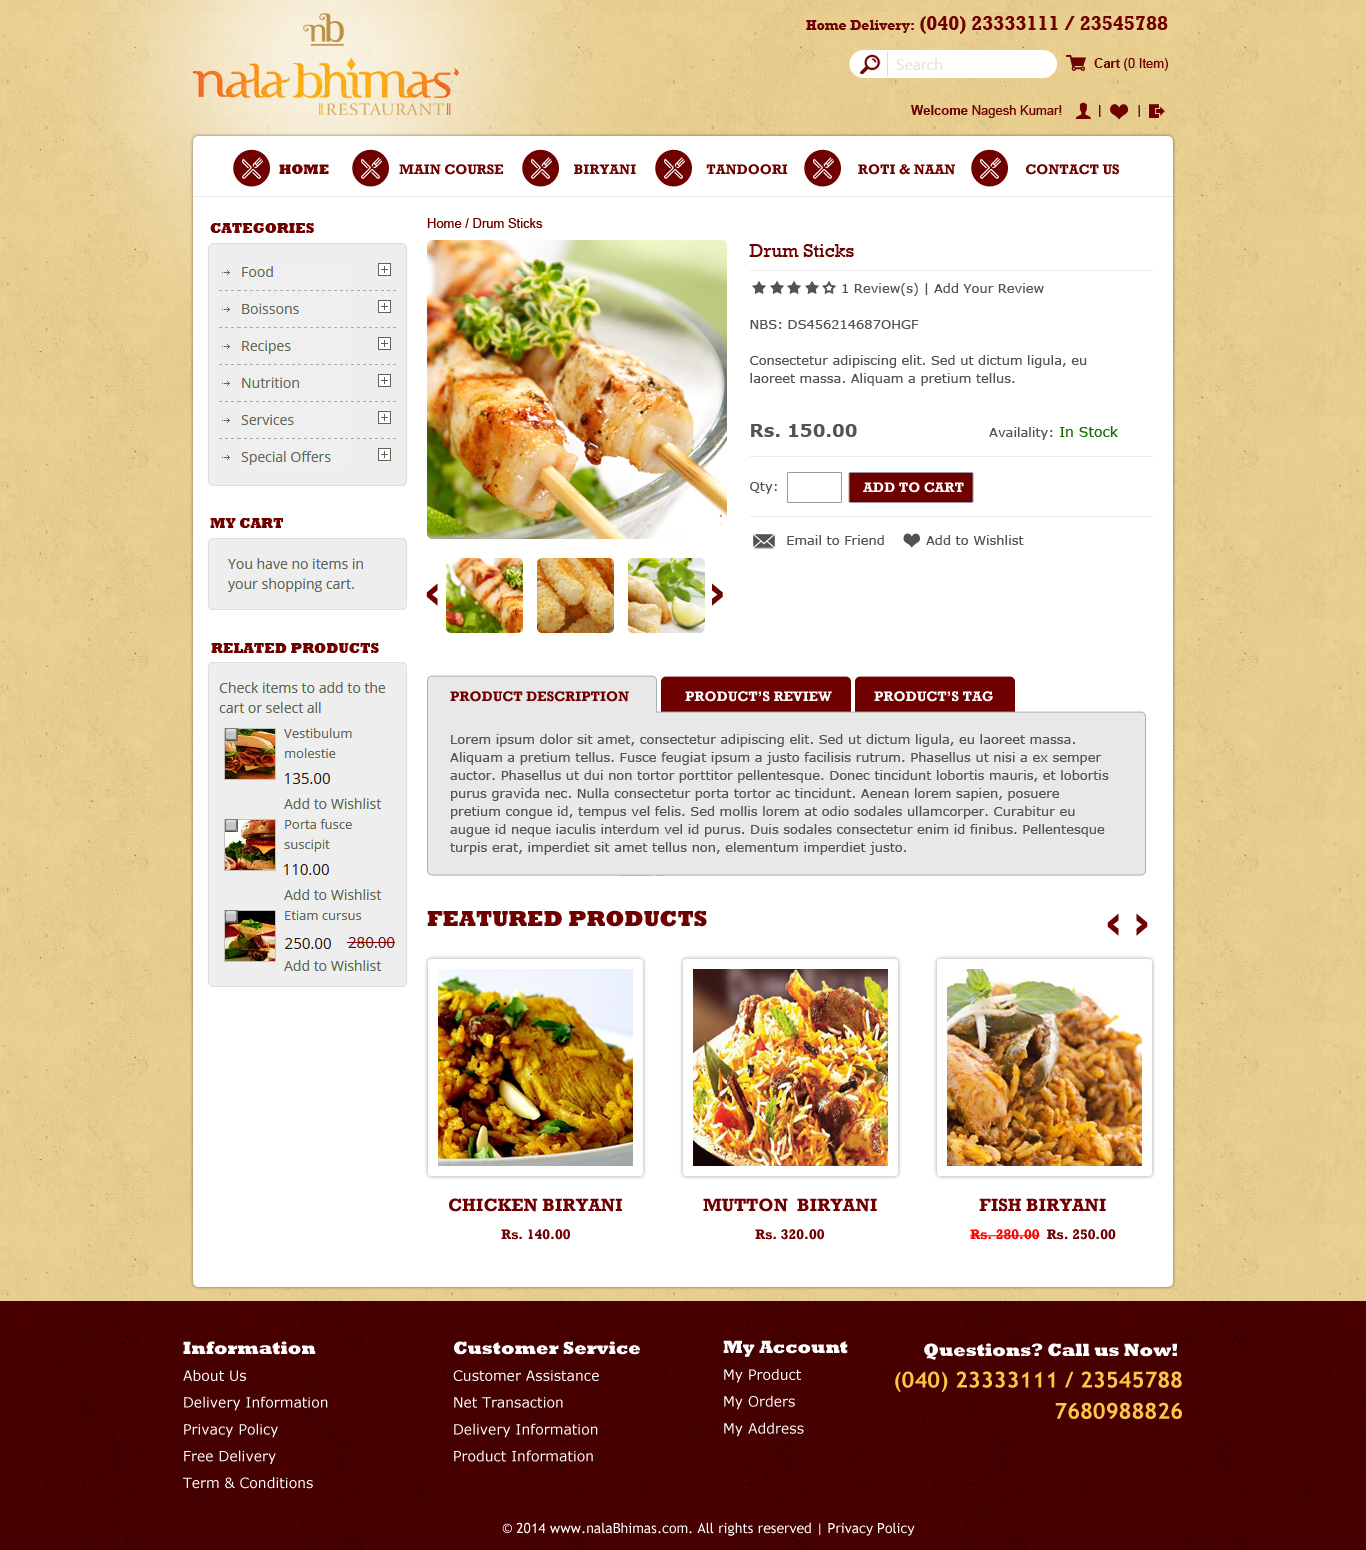 nb
nala bhimas
RESTAURANT
Home Delivery: (040) 23333111 / 23545788
Search
Cart (0 Item)
Welcome Nagesh Kumar! | |
HOME MAIN COURSE BIRYANI TANDOORI ROTI & NAAN CONTACT US
CATEGORIES
Food
Boissons
Recipes
Nutrition
Services
Special Offers
MY CART
You have no items in
your shopping cart.
RELATED PRODUCTS
Check items to add to the
cart or select all
Vestibulum
molestie
135.00
Add to Wishlist
Porta fusce
suscipit
110.00
Add to Wishlist
Etiam cursus
250.00 280.00
Add to Wishlist
Home / Drum Sticks
Drum Sticks
1 Review(s) | Add Your Review
NBS: DS456214687OHGF
Consectetur adipiscing elit. Sed ut dictum ligula, eu
laoreet massa. Aliquam a pretium tellus.
Rs. 150.00 Availality: In Stock
Qty: ADD TO CART
Email to Friend Add to Wishlist
PRODUCT DESCRIPTION PRODUCT'S REVIEW PRODUCT'S TAG
Lorem ipsum dolor sit amet, consectetur adipiscing elit. Sed ut dictum ligula, eu laoreet massa.
Aliquam a pretium tellus. Fusce feugiat ipsum a justo facilisis rutrum. Phasellus ut nisi a ex semper
auctor. Phasellus ut dui non tortor porttitor pellentesque. Donec tincidunt lobortis mauris, et lobortis
purus gravida nec. Nulla consectetur porta tortor ac tincidunt. Aenean lorem sapien, posuere
pretium congue id, tempus vel felis. Sed mollis lorem at odio sodales ullamcorper. Curabitur eu
augue id neque iaculis interdum vel id purus. Duis sodales consectetur enim id finibus. Pellentesque
turpis erat, imperdiet sit amet tellus non, elementum imperdiet justo.
FEATURED PRODUCTS
CHICKEN BIRYANI
Rs. 140.00
MUTTON BIRYANI
Rs. 320.00
FISH BIRYANI
Rs. 280.00 Rs. 250.00
Information
About Us
Delivery Information
Privacy Policy
Free Delivery
Term & Conditions
Customer Service
Customer Assistance
Net Transaction
Delivery Information
Product Information
My Account
My Product
My Orders
My Address
Questions? Call us Now!
(040) 23333111 / 23545788
7680988826
© 2014 www.nalaBhimas.com. All rights reserved | Privacy Policy